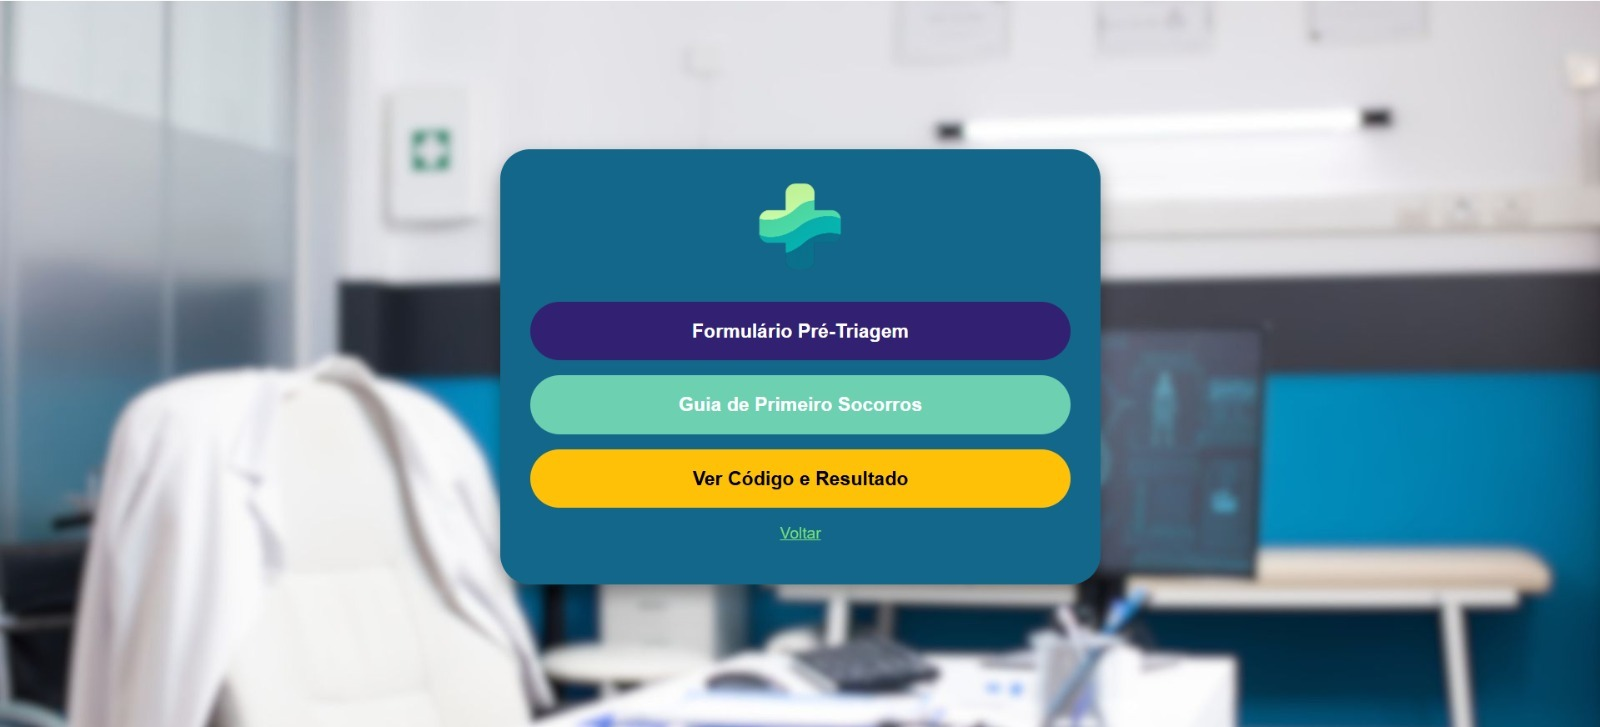 Formulário Pré-Triagem
Guia de Primeiro Socorros
Ver Código e Resultado
Voltar